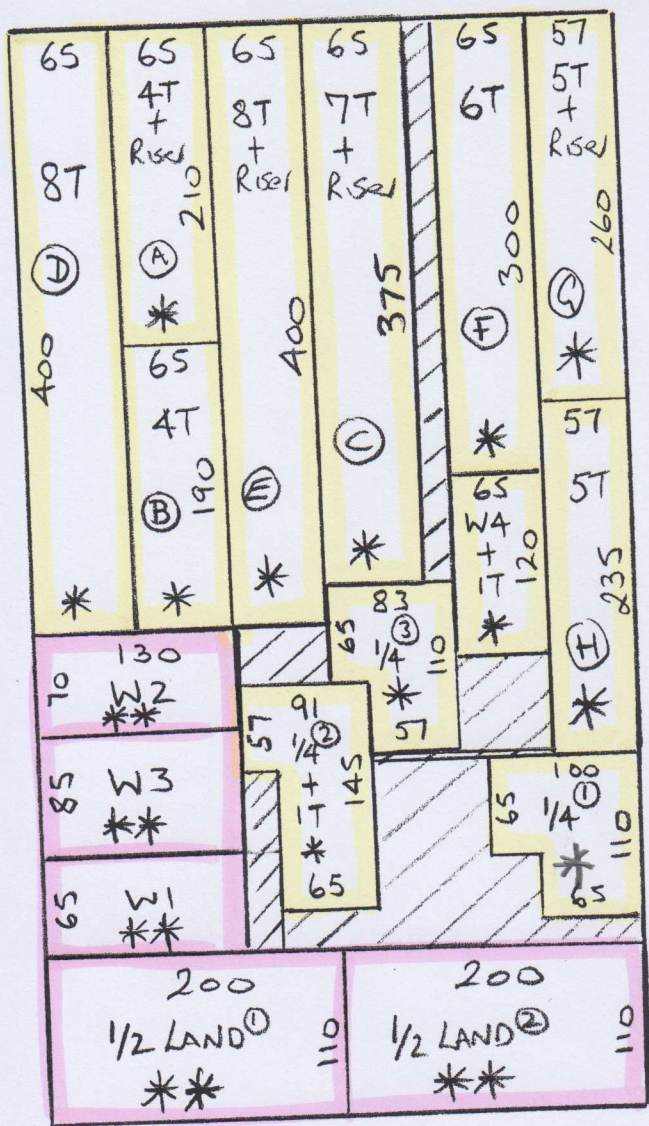 65
8T
D
400
*
65
4T
+
Riser
210
A
*
65
4T
B
190
*
65
8T
+
Riser
400
E
*
65
7T
+
Riser
375
C
*
65
6T
300
F
*
57
5T
+
Riser
260
G
*
65
W4
+
1T
120
*
57
5T
235
*
83
65
1/4 ③
110
*
57
130
70
W2
**
85
W3
**
65
W1
**
91
57
1/4 ②
+
1T
145
*
65
65
1/4 ①
110
*
65
200
1/2 LAND ①
110
**
200
1/2 LAND ②
110
**